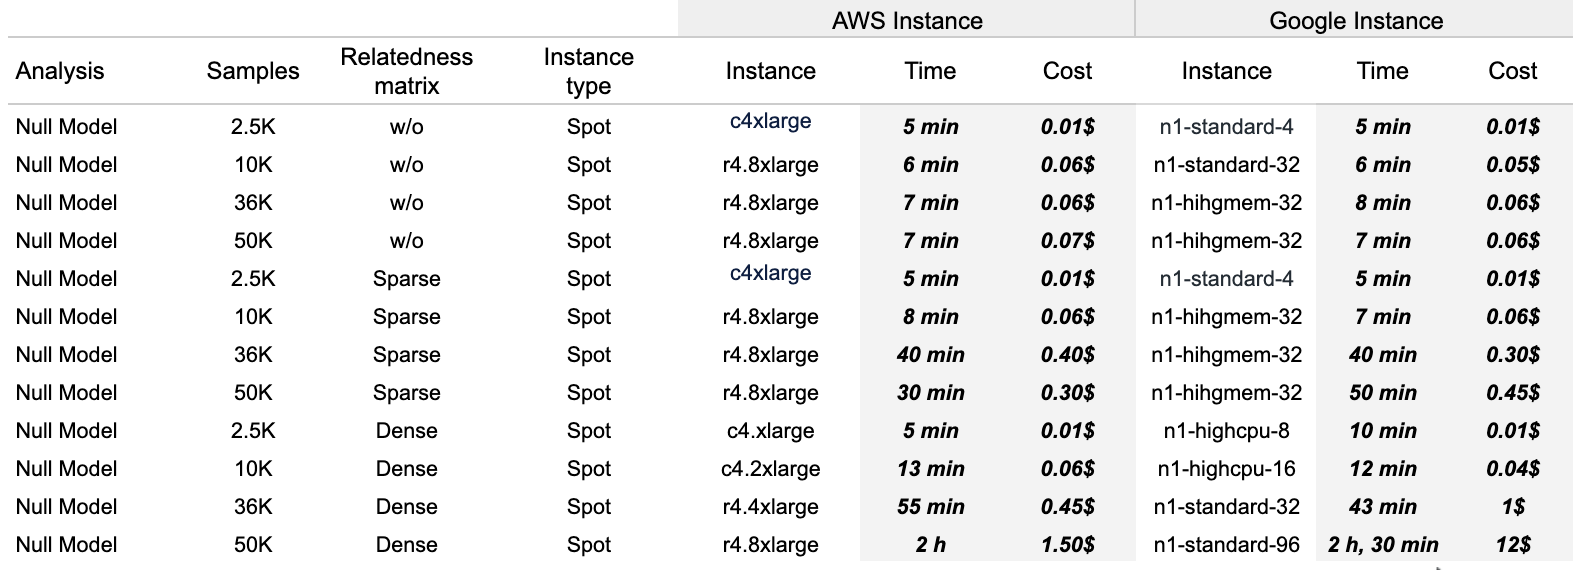 AWS Instance Google Instance
Analysis Samples Relatedness matrix Instance type Instance Time Cost Instance Time Cost
Null Model 2.5K w/o Spot c4xlarge 5 min 0.01$ n1-standard-4 5 min 0.01$
Null Model 10K w/o Spot r4.8xlarge 6 min 0.06$ n1-standard-32 6 min 0.05$
Null Model 36K w/o Spot r4.8xlarge 7 min 0.06$ n1-hihgmem-32 8 min 0.06$
Null Model 50K w/o Spot r4.8xlarge 7 min 0.07$ n1-hihgmem-32 7 min 0.06$
Null Model 2.5K Sparse Spot c4xlarge 5 min 0.01$ n1-standard-4 5 min 0.01$
Null Model 10K Sparse Spot r4.8xlarge 8 min 0.06$ n1-hihgmem-32 7 min 0.06$
Null Model 36K Sparse Spot r4.8xlarge 40 min 0.40$ n1-hihgmem-32 40 min 0.30$
Null Model 50K Sparse Spot r4.8xlarge 30 min 0.30$ n1-hihgmem-32 50 min 0.45$
Null Model 2.5K Dense Spot c4.xlarge 5 min 0.01$ n1-highcpu-8 10 min 0.01$
Null Model 10K Dense Spot c4.2xlarge 13 min 0.06$ n1-highcpu-16 12 min 0.04$
Null Model 36K Dense Spot r4.4xlarge 55 min 0.45$ n1-standard-32 43 min 1$
Null Model 50K Dense Spot r4.8xlarge 2 h 1.50$ n1-standard-96 2 h, 30 min 12$